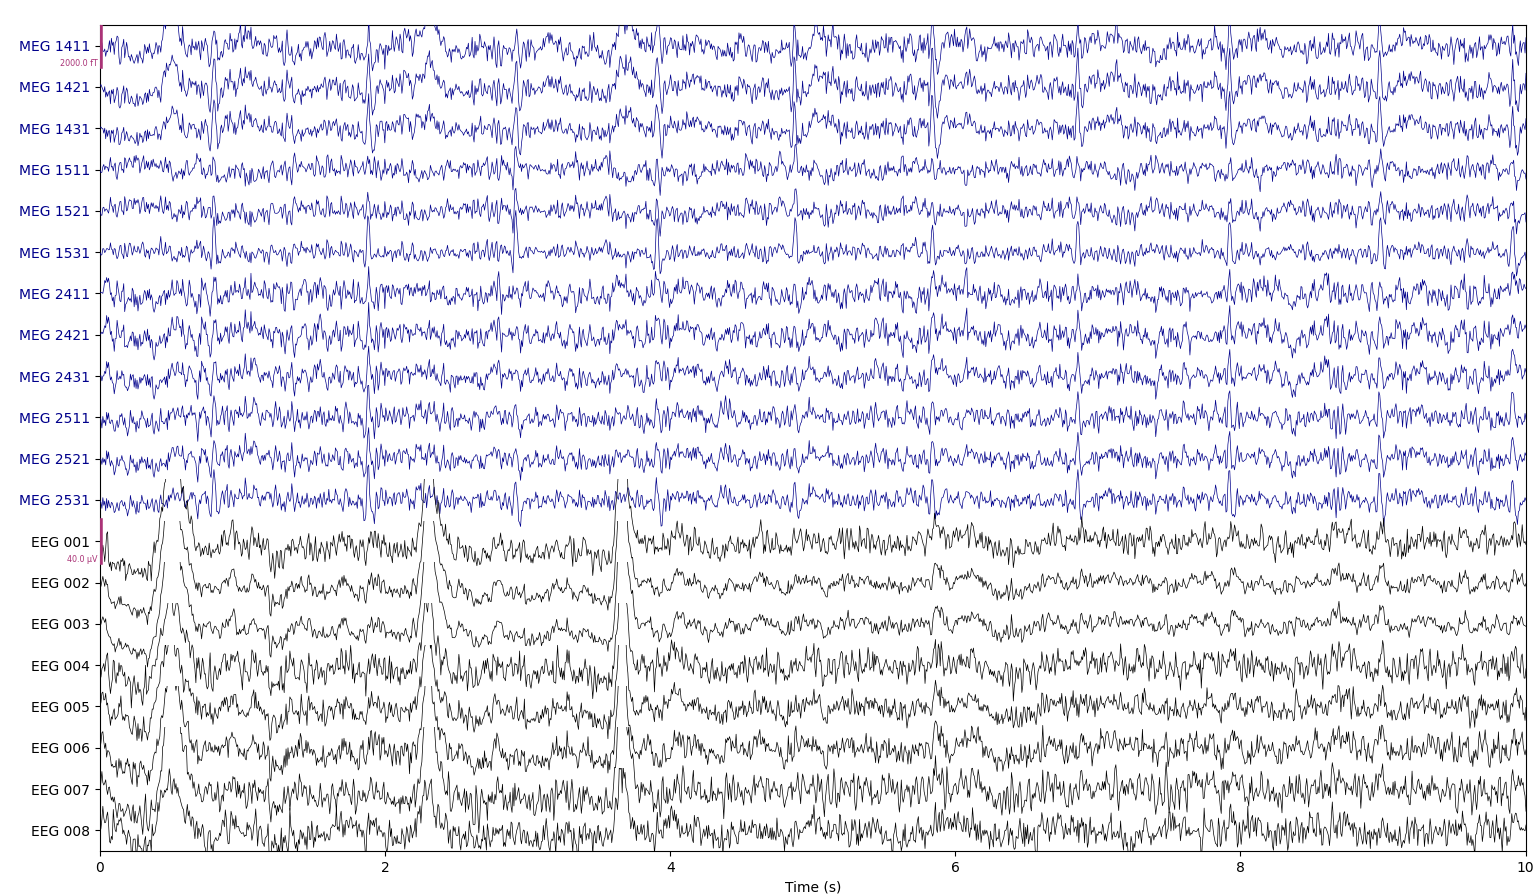 MEG 1411
2000.0 fT
MEG 1421
MEG 1431
MEG 1511
MEG 1521
MEG 1531
MEG 2411
MEG 2421
MEG 2431
MEG 2511
MEG 2521
MEG 2531
EEG 001
40.0 µV
EEG 002
EEG 003
EEG 004
EEG 005
EEG 006
EEG 007
EEG 008
0 2 4 6 8 10
Time (s)